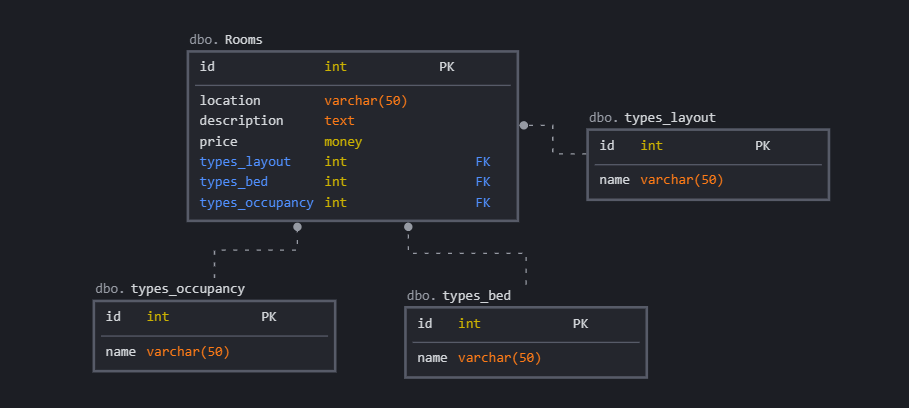 dbo. Rooms
id int PK
location varchar(50)
description text
price money
types_layout int FK
types_bed int FK
types_occupancy int FK
dbo. types_layout
id int PK
name varchar(50)
dbo. types_occupancy
id int PK
name varchar(50)
dbo. types_bed
id int PK
name varchar(50)